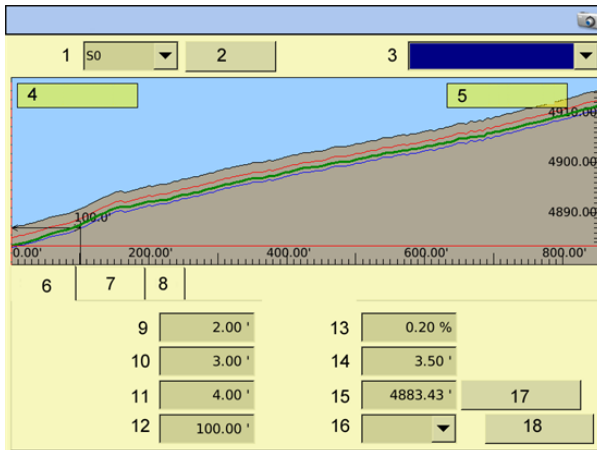 1 S0 2 3
4 5
4910.00
4900.00
4890.00
100.0'
0.00' 200.00' 400.00' 600.00' 800.00'
6 7 8
9 2.00 ' 13 0.20 %
10 3.00 ' 14 3.50 '
11 4.00 ' 15 4883.43 ' 17
12 100.00 ' 16 18